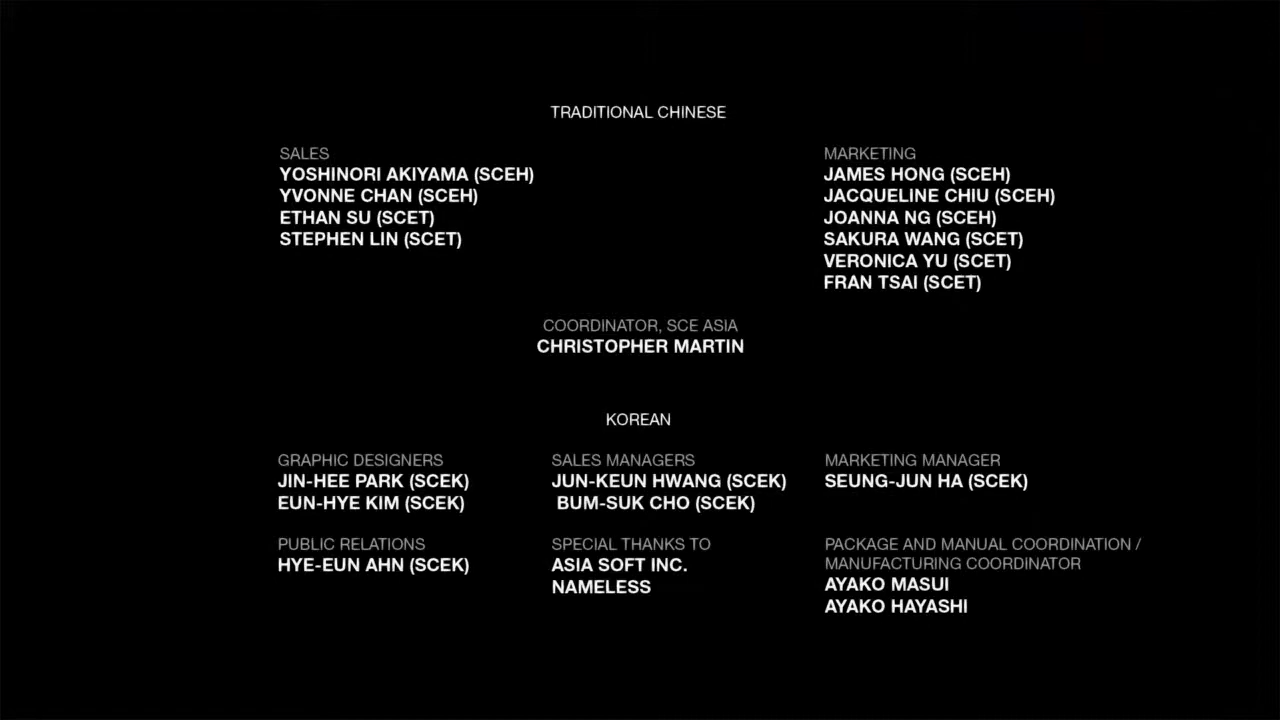 TRADITIONAL CHINESE
SALES
YOSHINORI AKIYAMA (SCEH)
YVONNE CHAN (SCEH)
ETHAN SU (SCET)
STEPHEN LIN (SCET)
MARKETING
JAMES HONG (SCEH)
JACQUELINE CHIU (SCEH)
JOANNA NG (SCEH)
SAKURA WANG (SCET)
VERONICA YU (SCET)
FRAN TSAI (SCET)
COORDINATOR, SCE ASIA
CHRISTOPHER MARTIN
KOREAN
GRAPHIC DESIGNERS
JIN-HEE PARK (SCEK)
EUN-HYE KIM (SCEK)
SALES MANAGERS
JUN-KEUN HWANG (SCEK)
BUM-SUK CHO (SCEK)
MARKETING MANAGER
SEUNG-JUN HA (SCEK)
PUBLIC RELATIONS
HYE-EUN AHN (SCEK)
SPECIAL THANKS TO
ASIA SOFT INC.
NAMELESS
PACKAGE AND MANUAL COORDINATION /
MANUFACTURING COORDINATOR
AYAKO MASUI
AYAKO HAYASHI